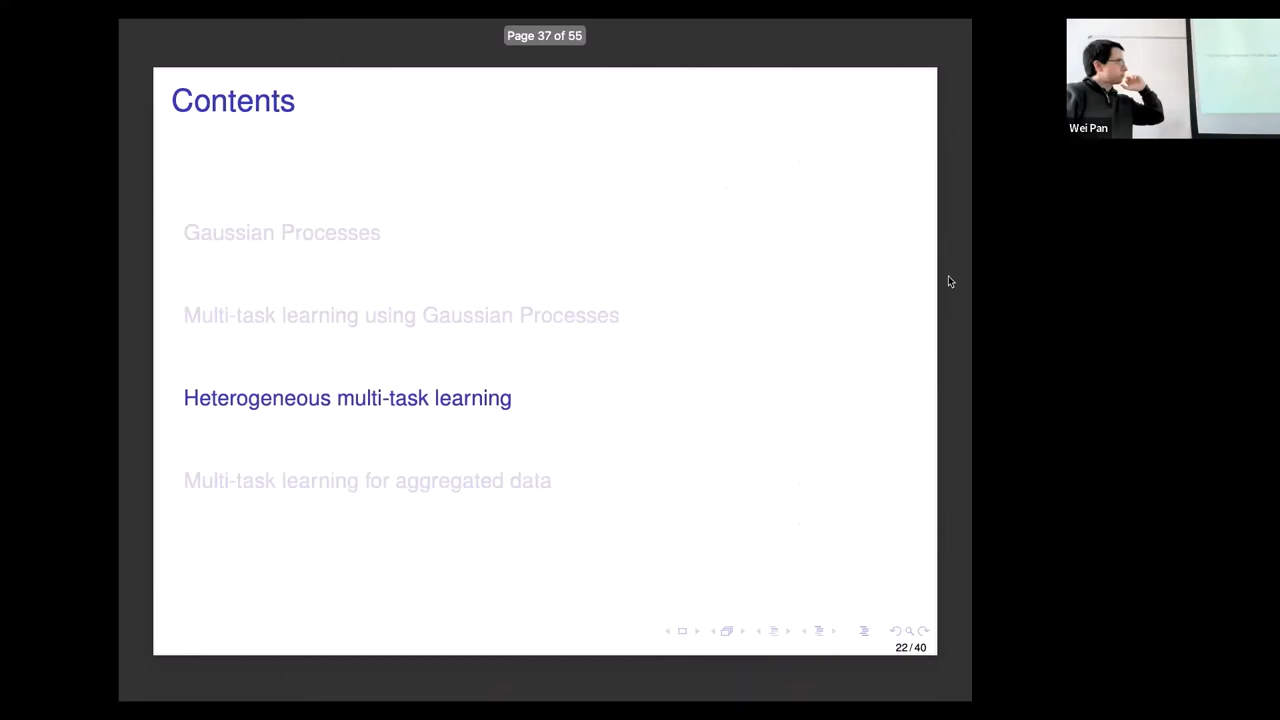 Page 37 of 55
Contents
Gaussian Processes
Multi-task learning using Gaussian Processes
Heterogeneous multi-task learning
Multi-task learning for aggregated data
22 / 40
Wei Pan